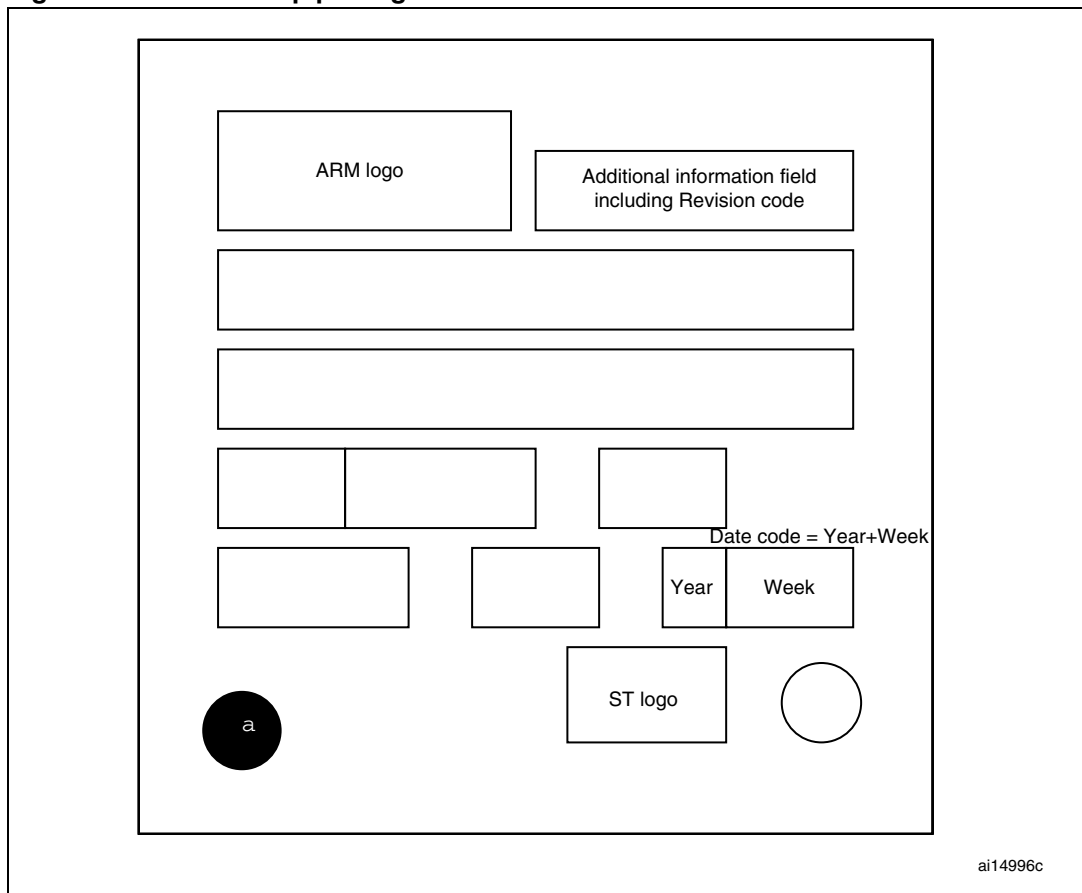 ARM logo
Additional information field
including Revision code
Date code = Year+Week
Year
Week
ST logo
a
ai14996c